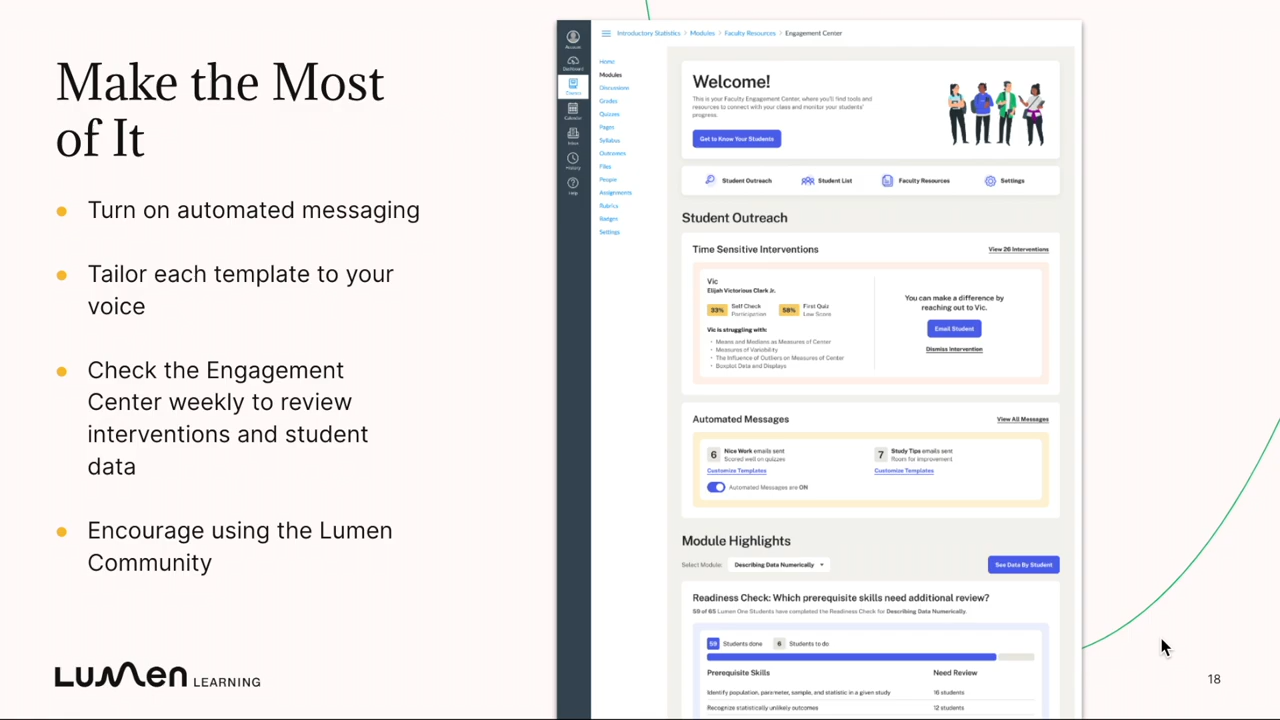 Make the Most
of It
Turn on automated messaging
Tailor each template to your
voice
Check the Engagement
Center weekly to review
interventions and student
data
Encourage using the Lumen
Community
LUMEN LEARNING
Account
Dashboard
Courses
Calendar
Inbox
History
Help
Introductory Statistics > Modules > Faculty Resources > Engagement Center
Home
Modules
Discussions
Grades
Quizzes
Pages
Syllabus
Outcomes
Files
People
Assignments
Rubrics
Badges
Settings
Welcome!
This is your Faculty Engagement Center, where you'll find tools and
resources to connect with your class and monitor your students'
progress.
Get to Know Your Students
Student Outreach Student List Faculty Resources Settings
Student Outreach
Time Sensitive Interventions View 26 Interventions
Vic
Elijah Victorious Clark Jr.
33% Self Check Participation 58% First Quiz Low Score
Vic is struggling with:
• Means and Medians as Measures of Center
• Measures of Variability
• The Influence of Outliers on Measures of Center
• Boxplot Data and Displays
You can make a difference by
reaching out to Vic.
Email Student
Dismiss Intervention
Automated Messages View All Messages
6 Nice Work emails sent
Scored well on quizzes
Customize Templates
7 Study Tips emails sent
Room for improvement
Customize Templates
Automated Messages are ON
Module Highlights
Select Module: Describing Data Numerically See Data By Student
Readiness Check: Which prerequisite skills need additional review?
59 of 65 Lumen One Students have completed the Readiness Check for Describing Data Numerically.
59 Students done 6 Students to do
Prerequisite Skills Need Review
Identify population, parameter, sample, and statistic in a given study 16 students
Recognize statistically unlikely outcomes 12 students
18